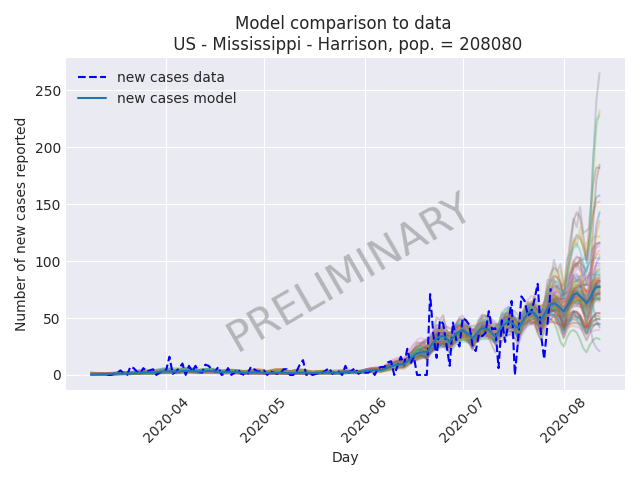 Model comparison to data
US - Mississippi - Harrison, pop. = 208080
new cases data
new cases model
Number of new cases reported
250
200
150
100
50
0
PRELIMINARY
2020-04
2020-05
2020-06
2020-07
2020-08
Day